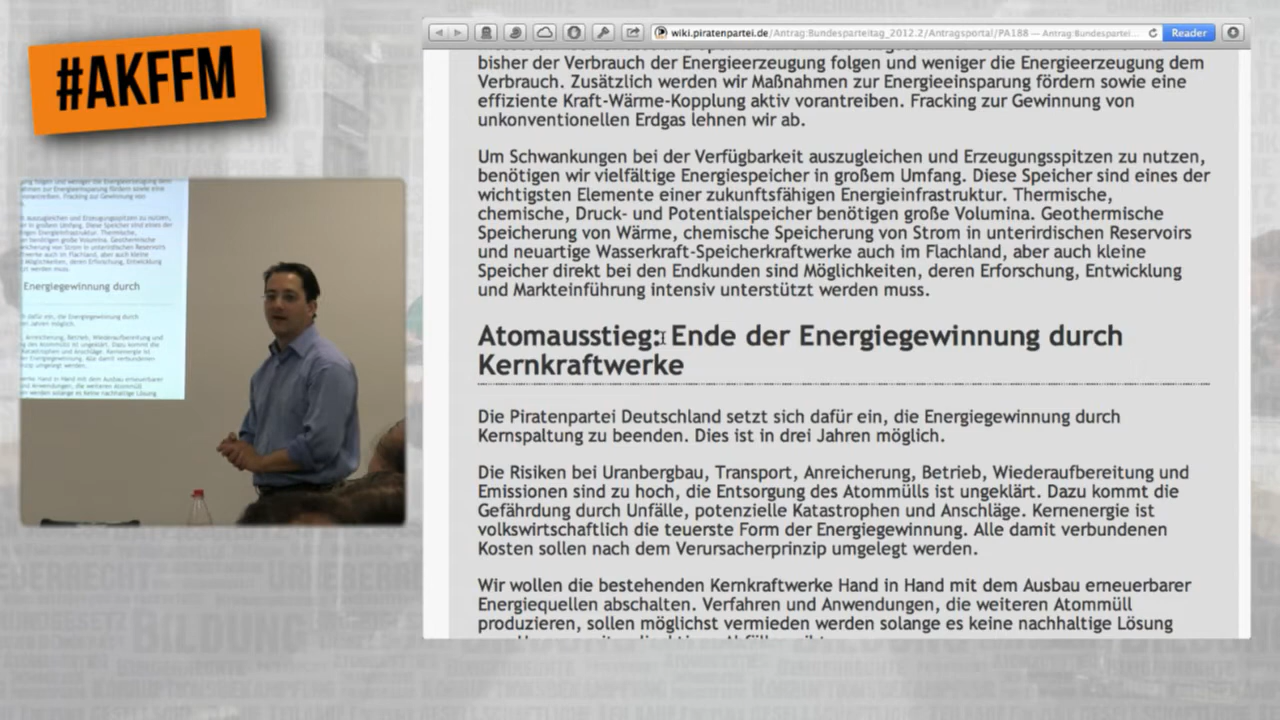 #AKFFM
wiki.piratenpartei.de/Antrag:Bundesparteitag_2012.2/Antragsportal/PA188 — Antrag:Bundespartei...
Reader
bisher der Verbrauch der Energieerzeugung folgen und weniger die Energieerzeugung dem
Verbrauch. Zusätzlich werden wir Maßnahmen zur Energieeinsparung fördern sowie eine
effiziente Kraft-Wärme-Kopplung aktiv vorantreiben. Fracking zur Gewinnung von
unkonventionellen Erdgas lehnen wir ab.
Um Schwankungen bei der Verfügbarkeit auszugleichen und Erzeugungsspitzen zu nutzen,
benötigen wir vielfältige Energiespeicher in großem Umfang. Diese Speicher sind eines der
wichtigsten Elemente einer zukunftsfähigen Energieinfrastruktur. Thermische,
chemische, Druck- und Potentialspeicher benötigen große Volumina. Geothermische
Speicherung von Wärme, chemische Speicherung von Strom in unterirdischen Reservoirs
und neuartige Wasserkraft-Speicherkraftwerke auch im Flachland, aber auch kleine
Speicher direkt bei den Endkunden sind Möglichkeiten, deren Erforschung, Entwicklung
und Markteinführung intensiv unterstützt werden muss.
Atomausstieg: Ende der Energiegewinnung durch
Kernkraftwerke
Die Piratenpartei Deutschland setzt sich dafür ein, die Energiegewinnung durch
Kernspaltung zu beenden. Dies ist in drei Jahren möglich.
Die Risiken bei Uranbergbau, Transport, Anreicherung, Betrieb, Wiederaufbereitung und
Emissionen sind zu hoch, die Entsorgung des Atommülls ist ungeklärt. Dazu kommt die
Gefährdung durch Unfälle, potenzielle Katastrophen und Anschläge. Kernenergie ist
volkswirtschaftlich die teuerste Form der Energiegewinnung. Alle damit verbundenen
Kosten sollen nach dem Verursacherprinzip umgelegt werden.
Wir wollen die bestehenden Kernkraftwerke Hand in Hand mit dem Ausbau erneuerbarer
Energiequellen abschalten. Verfahren und Anwendungen, die weiteren Atommüll
produzieren, sollen möglichst vermieden werden solange es keine nachhaltige Lösung
Energiegewinnung durch
BILDUNG